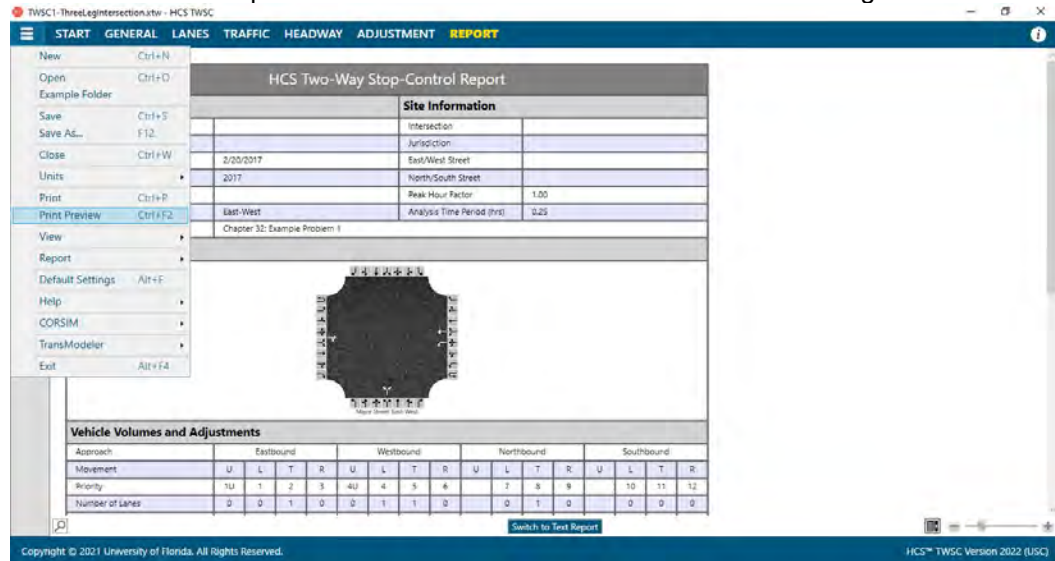 TWSC1-ThreeLegIntersection.xtw - HCS TWSC
START GENERAL LANES TRAFFIC HEADWAY ADJUSTMENT REPORT
New Ctrl+N
Open Ctrl+O
Example Folder
Save Ctrl+S
Save As... F12
Close Ctrl+W
Units
Print Ctrl+P
Print Preview Ctrl+F2
View
Report
Default Settings Alt+F
Help
CORSIM
TransModeler
Exit Alt+F4
HCS Two-Way Stop-Control Report
Site Information
Intersection
Jurisdiction
2/20/2017 East/West Street
2017 North/South Street
Peak Hour Factor 1.00
East-West Analysis Time Period (hrs) 0.25
Chapter 32: Example Problem 1
Major Street: East-West
Vehicle Volumes and Adjustments
Approach Eastbound Westbound Northbound Southbound
Movement U L T R U L T R U L T R U L T R
Priority 1U 1 2 3 4U 4 5 6 7 8 9 10 11 12
Number of Lanes 0 0 1 0 0 1 1 0 0 1 0 0 0 0
Switch to Text Report
Copyright © 2021 University of Florida. All Rights Reserved. HCS™ TWSC Version 2022 (USC)